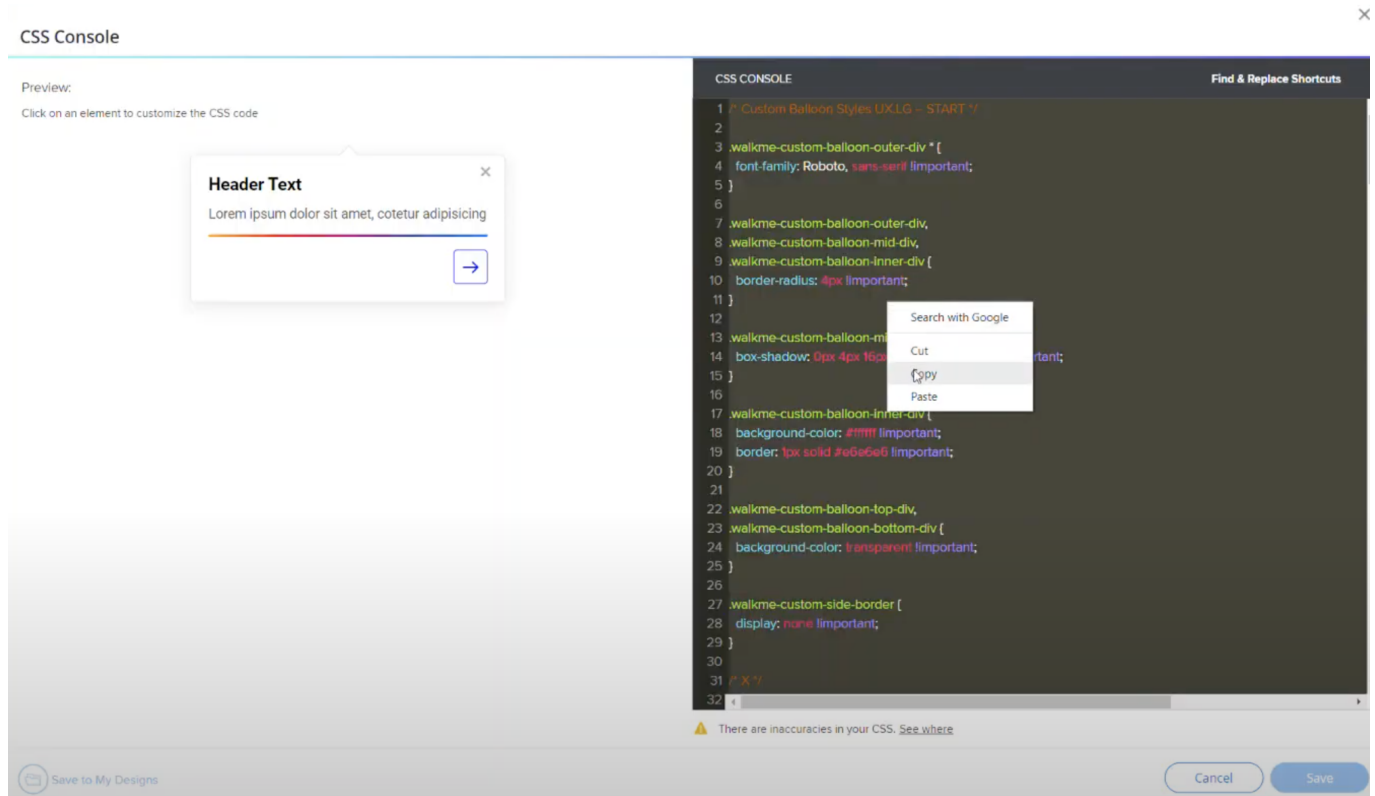 CSS Console
Preview:
Click on an element to customize the CSS code
Header Text
Lorem ipsum dolor sit amet, cotetur adipisicing
CSS CONSOLE
Find & Replace Shortcuts
1 /* Custom Balloon Styles UX.LG – START */
2
3 .walkme-custom-balloon-outer-div * {
4 font-family: Roboto, sans-serif !important;
5 }
6
7 .walkme-custom-balloon-outer-div,
8 .walkme-custom-balloon-mid-div,
9 .walkme-custom-balloon-inner-div {
10 border-radius: 4px !important;
11 }
12
13 .walkme-custom-balloon-mi
14 box-shadow: 0px 4px 16px rtant;
15 }
16
17 .walkme-custom-balloon-inner-div {
18 background-color: #ffffff !important;
19 border: 1px solid #e6e6e6 !important;
20 }
21
22 .walkme-custom-balloon-top-div,
23 .walkme-custom-balloon-bottom-div {
24 background-color: transparent !important;
25 }
26
27 .walkme-custom-side-border {
28 display: none !important;
29 }
30
31 /* X */
32
Search with Google
Cut
Copy
Paste
There are inaccuracies in your CSS. See where
Save to My Designs
Cancel
Save